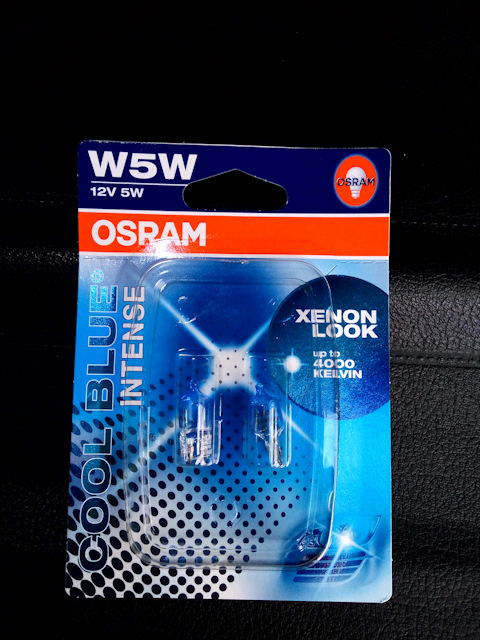 W5W
12V 5W
OSRAM
OSRAM
COOL BLUE®
INTENSE
XENON
LOOK
up to
4000
KELVIN